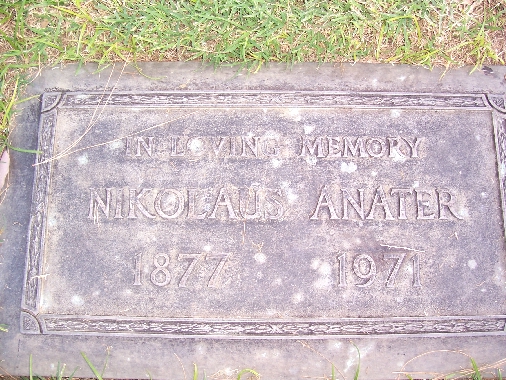 IN LOVING MEMORY
NIKOLAUS ANATER
1877 1971